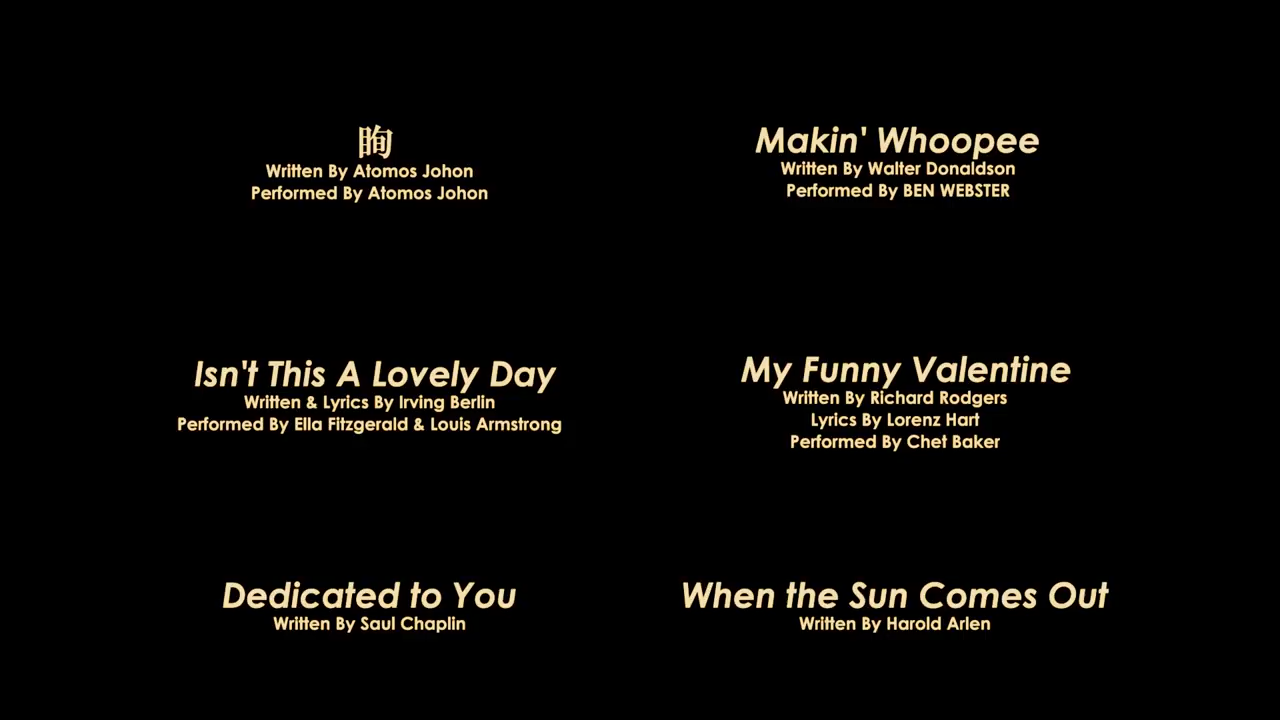 眴
Written By Atomos Johon
Performed By Atomos Johon
Makin' Whoopee
Written By Walter Donaldson
Performed By BEN WEBSTER
Isn't This A Lovely Day
Written & Lyrics By Irving Berlin
Performed By Ella Fitzgerald & Louis Armstrong
My Funny Valentine
Written By Richard Rodgers
Lyrics By Lorenz Hart
Performed By Chet Baker
Dedicated to You
Written By Saul Chaplin
When the Sun Comes Out
Written By Harold Arlen